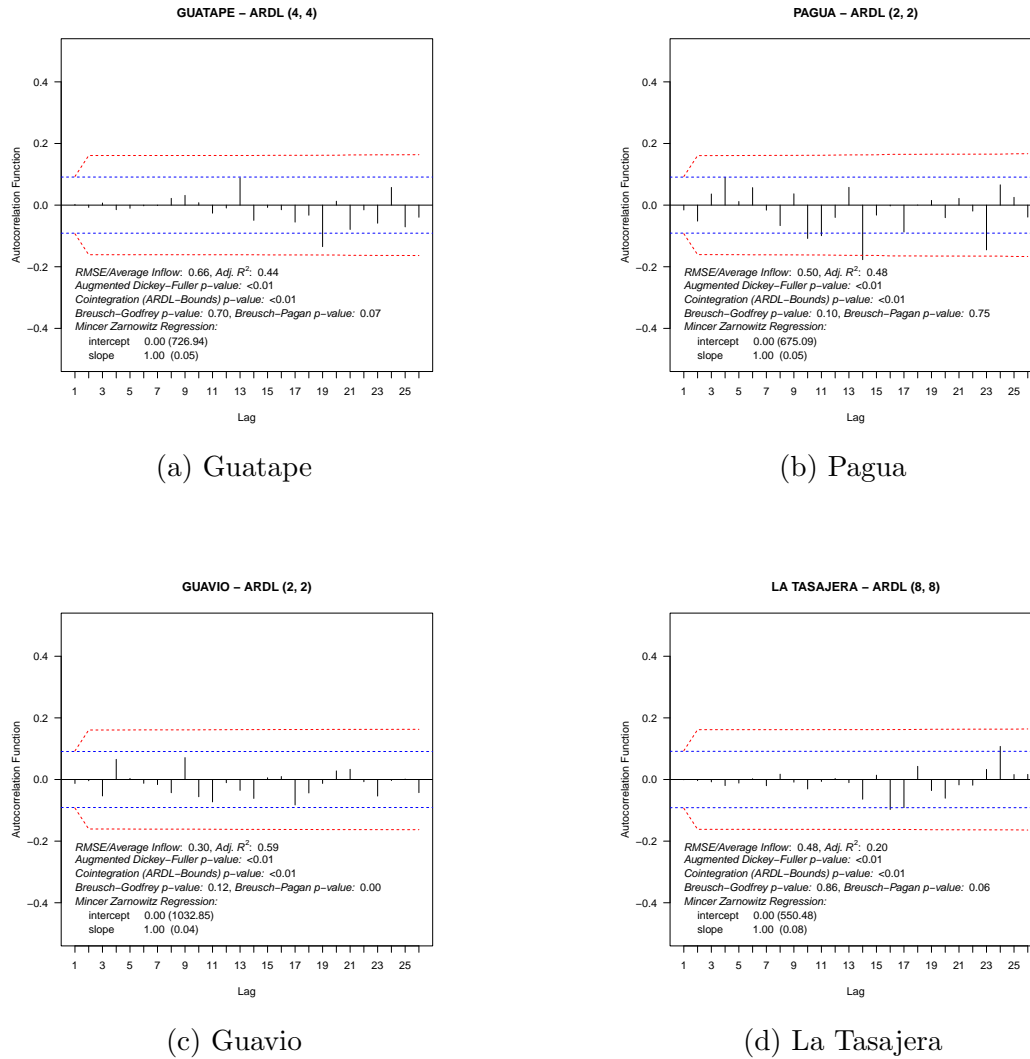 GUATAPE – ARDL (4, 4)
0.4
0.2
0.0
−0.2
−0.4
Autocorrelation Function
RMSE/Average Inflow: 0.66, Adj. R²: 0.44
Augmented Dickey−Fuller p−value: <0.01
Cointegration (ARDL−Bounds) p−value: <0.01
Breusch−Godfrey p−value: 0.70, Breusch−Pagan p−value: 0.07
Mincer Zarnowitz Regression:
intercept 0.00 (726.94)
slope 1.00 (0.05)
1 3 5 7 9 11 13 15 17 19 21 23 25
Lag
(a) Guatape
PAGUA – ARDL (2, 2)
0.4
0.2
0.0
−0.2
−0.4
Autocorrelation Function
RMSE/Average Inflow: 0.50, Adj. R²: 0.48
Augmented Dickey−Fuller p−value: <0.01
Cointegration (ARDL−Bounds) p−value: <0.01
Breusch−Godfrey p−value: 0.10, Breusch−Pagan p−value: 0.75
Mincer Zarnowitz Regression:
intercept 0.00 (675.09)
slope 1.00 (0.05)
1 3 5 7 9 11 13 15 17 19 21 23 25
Lag
(b) Pagua
GUAVIO – ARDL (2, 2)
0.4
0.2
0.0
−0.2
−0.4
Autocorrelation Function
RMSE/Average Inflow: 0.30, Adj. R²: 0.59
Augmented Dickey−Fuller p−value: <0.01
Cointegration (ARDL−Bounds) p−value: <0.01
Breusch−Godfrey p−value: 0.12, Breusch−Pagan p−value: 0.00
Mincer Zarnowitz Regression:
intercept 0.00 (1032.85)
slope 1.00 (0.04)
1 3 5 7 9 11 13 15 17 19 21 23 25
Lag
(c) Guavio
LA TASAJERA – ARDL (8, 8)
0.4
0.2
0.0
−0.2
−0.4
Autocorrelation Function
RMSE/Average Inflow: 0.48, Adj. R²: 0.20
Augmented Dickey−Fuller p−value: <0.01
Cointegration (ARDL−Bounds) p−value: <0.01
Breusch−Godfrey p−value: 0.86, Breusch−Pagan p−value: 0.06
Mincer Zarnowitz Regression:
intercept 0.00 (550.48)
slope 1.00 (0.08)
1 3 5 7 9 11 13 15 17 19 21 23 25
Lag
(d) La Tasajera